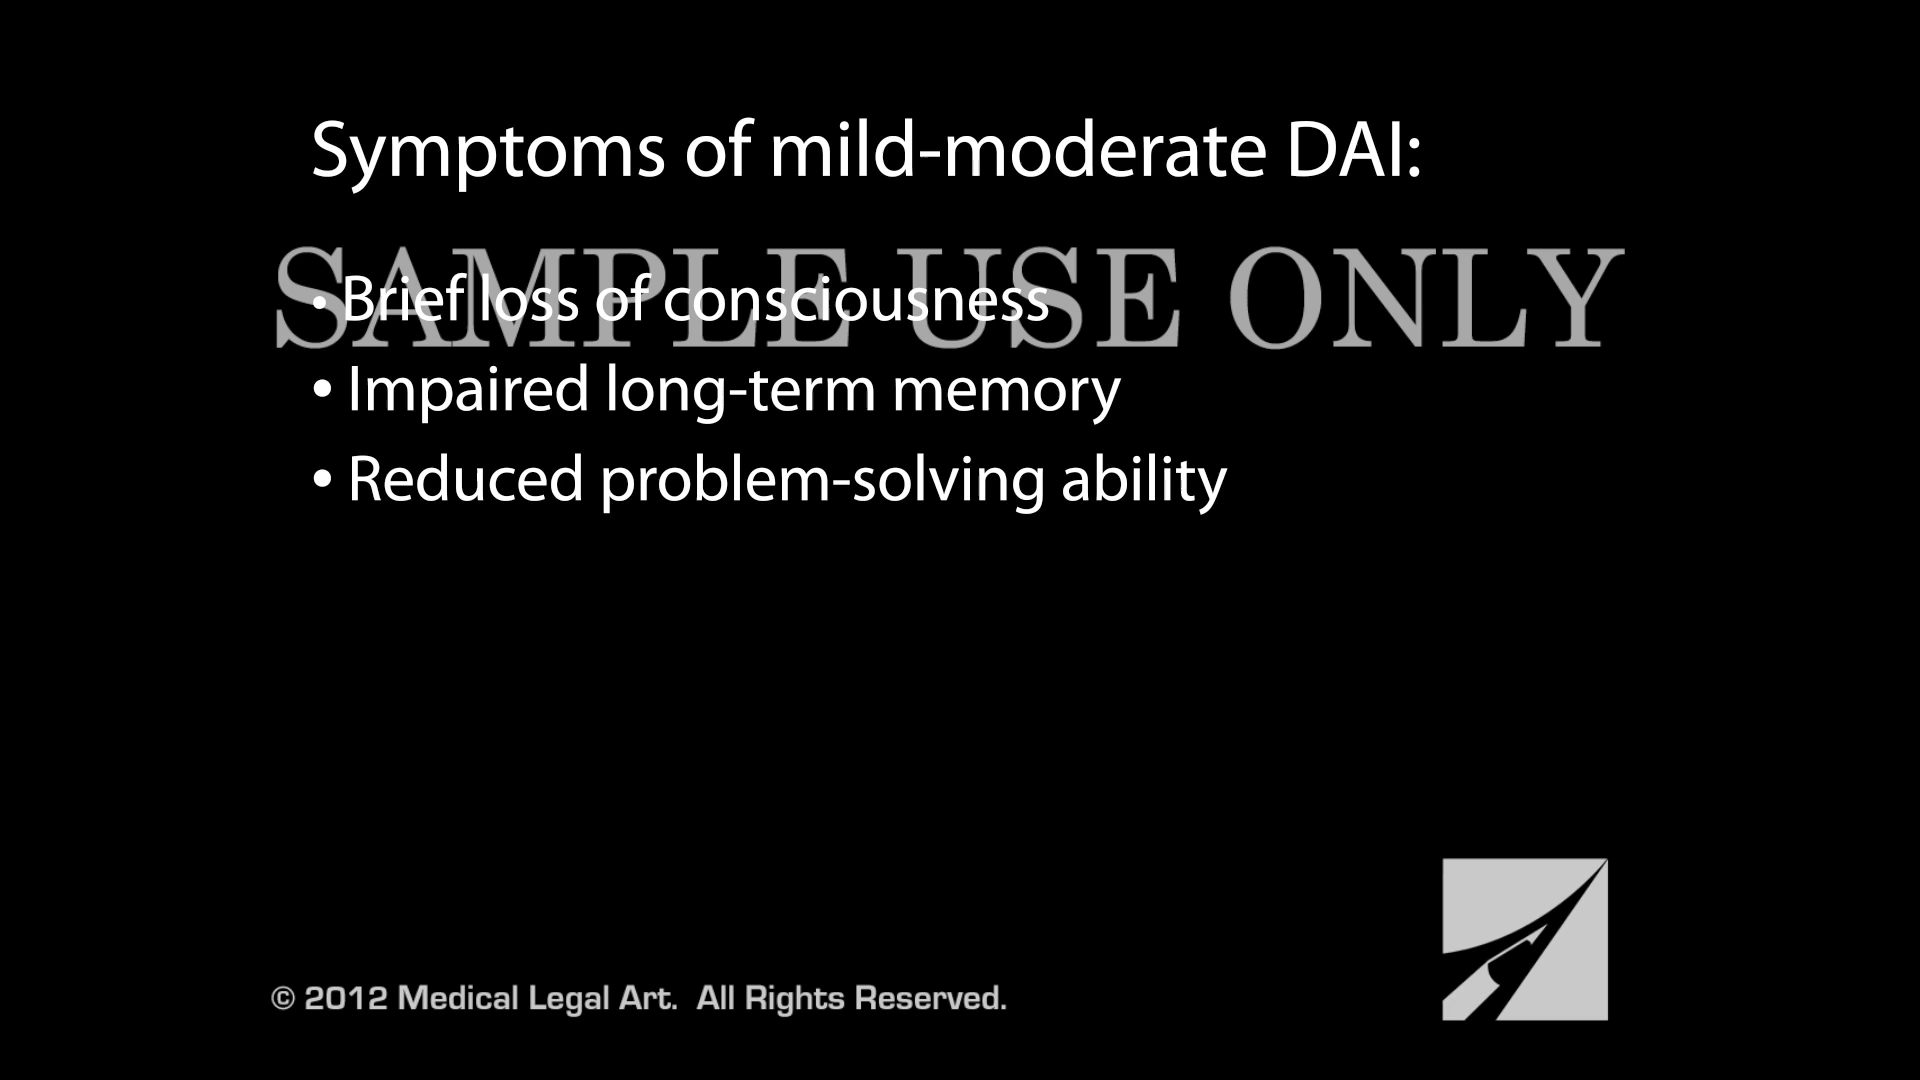 Symptoms of mild-moderate DAI:
SAMPLE USE ONLY
• Brief loss of consciousness
• Impaired long-term memory
• Reduced problem-solving ability
© 2012 Medical Legal Art. All Rights Reserved.